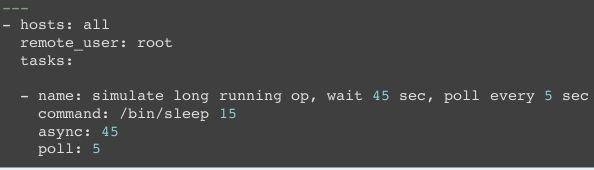 ---
- hosts: all
  remote_user: root
  tasks:

  - name: simulate long running op, wait 45 sec, poll every 5 sec
    command: /bin/sleep 15
    async: 45
    poll: 5